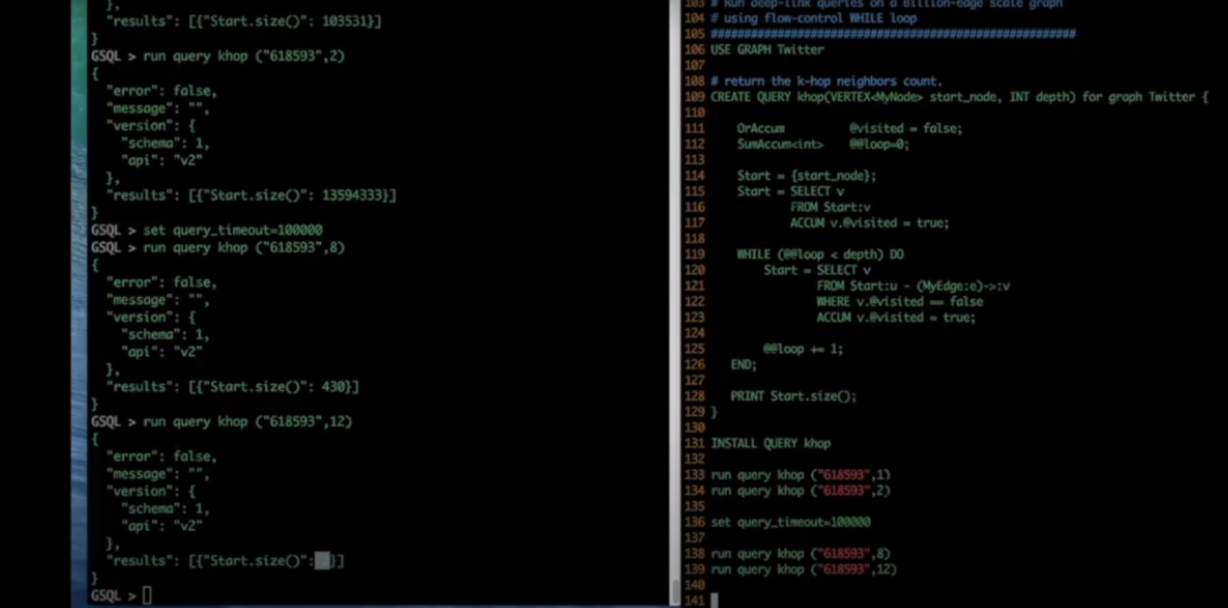 },
"results": [{"Start.size()": 103531}]
}
GSQL > run query khop ("618593",2)
{
"error": false,
"message": "",
"version": {
"schema": 1,
"api": "v2"
},
"results": [{"Start.size()": 13594333}]
}
GSQL > set query_timeout=100000
GSQL > run query khop ("618593",8)
{
"error": false,
"message": "",
"version": {
"schema": 1,
"api": "v2"
},
"results": [{"Start.size()": 430}]
}
GSQL > run query khop ("618593",12)
{
"error": false,
"message": "",
"version": {
"schema": 1,
"api": "v2"
},
"results": [{"Start.size()": }]
}
GSQL >
103 # Run deep-link queries on a Billion-edge scale graph
104 # using flow-control WHILE loop
105 ####################################################
106 USE GRAPH Twitter
107
108 # return the k-hop neighbors count.
109 CREATE QUERY khop(VERTEX<MyNode> start_node, INT depth) for graph Twitter {
110
111 OrAccum @visited = false;
112 SumAccum<int> @@loop=0;
113
114 Start = {start_node};
115 Start = SELECT v
116 FROM Start:v
117 ACCUM v.@visited = true;
118
119 WHILE (@@loop < depth) DO
120 Start = SELECT v
121 FROM Start:u - (MyEdge:e)->:v
122 WHERE v.@visited == false
123 ACCUM v.@visited = true;
124
125 @@loop += 1;
126 END;
127
128 PRINT Start.size();
129 }
130
131 INSTALL QUERY khop
132
133 run query khop ("618593",1)
134 run query khop ("618593",2)
135
136 set query_timeout=100000
137
138 run query khop ("618593",8)
139 run query khop ("618593",12)
140
141